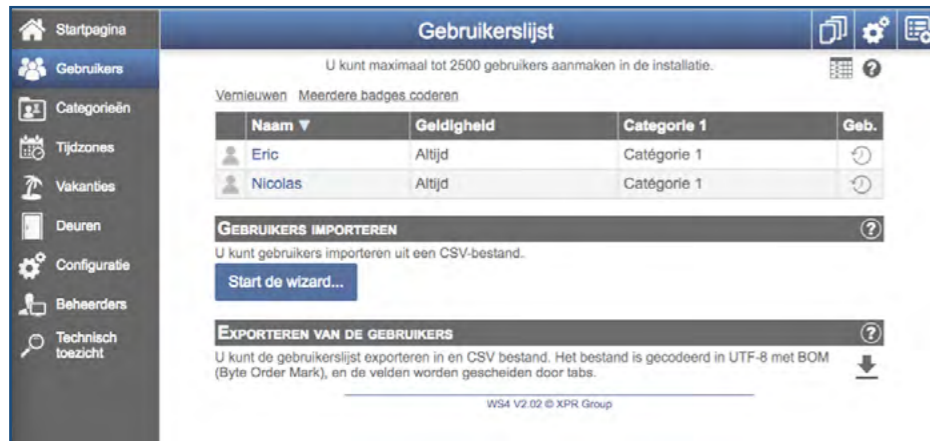 Startpagina
Gebruikers
Categorieën
Tijdzones
Vakanties
Deuren
Configuratie
Beheerders
Technisch
toezicht
Gebruikerslijst
U kunt maximaal tot 2500 gebruikers aanmaken in de installatie.
Vernieuwen Meerdere badges coderen
Naam ▼ Geldigheid Categorie 1 Geb.
Eric Altijd Catégorie 1
Nicolas Altijd Catégorie 1
GEBRUIKERS IMPORTEREN
U kunt gebruikers importeren uit een CSV-bestand.
Start de wizard...
EXPORTEREN VAN DE GEBRUIKERS
U kunt de gebruikerslijst exporteren in en CSV bestand. Het bestand is gecodeerd in UTF-8 met BOM
(Byte Order Mark), en de velden worden gescheiden door tabs.
WS4 V2.02 © XPR Group